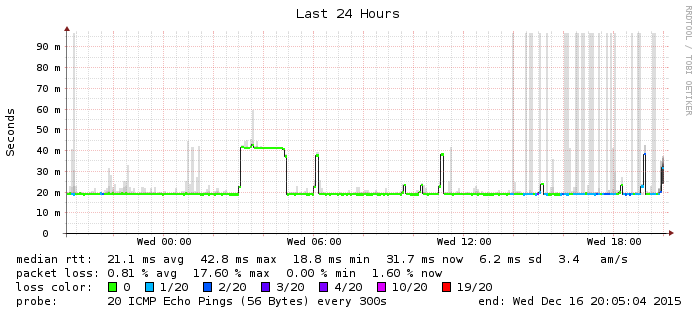 Last 24 Hours
RRDTOOL / TOBI OETIKER
Seconds
90 m
80 m
70 m
60 m
50 m
40 m
30 m
20 m
10 m
0
Wed 00:00 Wed 06:00 Wed 12:00 Wed 18:00
median rtt: 21.1 ms avg 42.8 ms max 18.8 ms min 31.7 ms now 6.2 ms sd 3.4 am/s
packet loss: 0.81 % avg 17.60 % max 0.00 % min 1.60 % now
loss color: 0 1/20 2/20 3/20 4/20 10/20 19/20
probe: 20 ICMP Echo Pings (56 Bytes) every 300s end: Wed Dec 16 20:05:04 2015